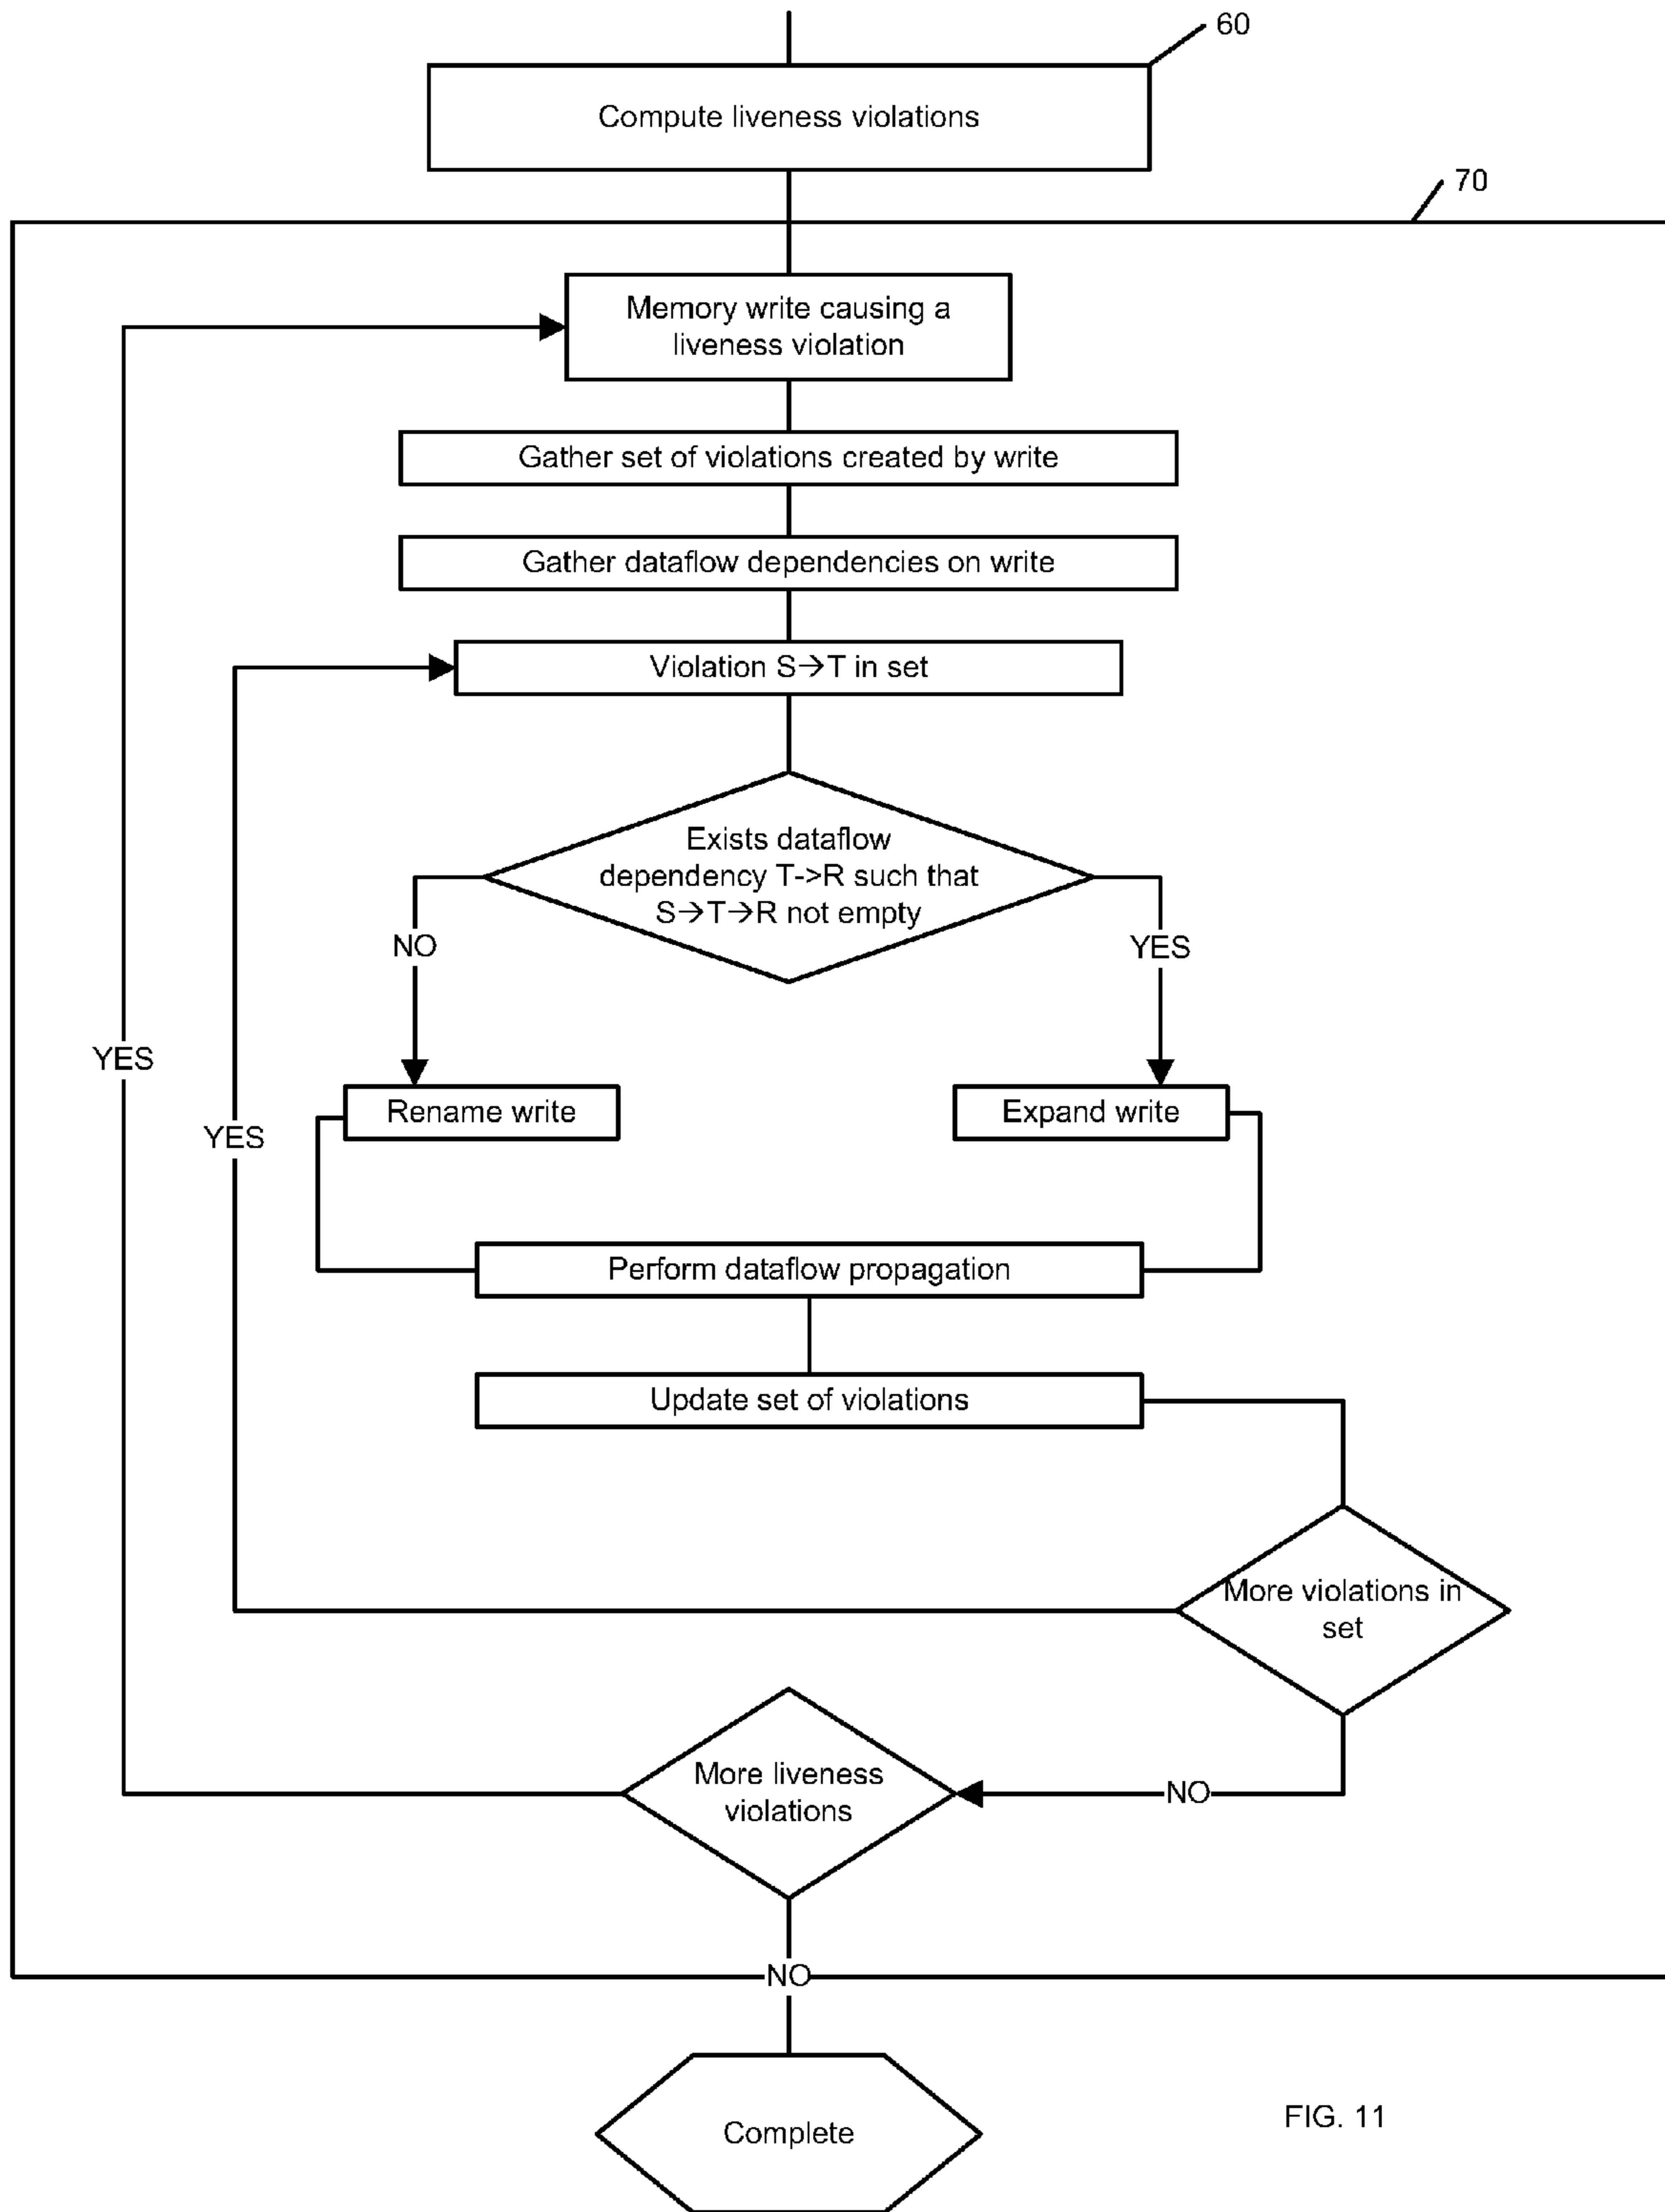 60
Compute liveness violations
70
Memory write causing a
liveness violation
Gather set of violations created by write
Gather dataflow dependencies on write
Violation S→T in set
Exists dataflow
dependency T->R such that
S→T→R not empty
NO
YES
YES
Rename write
Expand write
YES
Perform dataflow propagation
Update set of violations
More violations in
set
More liveness
violations
NO
NO
Complete
FIG. 11